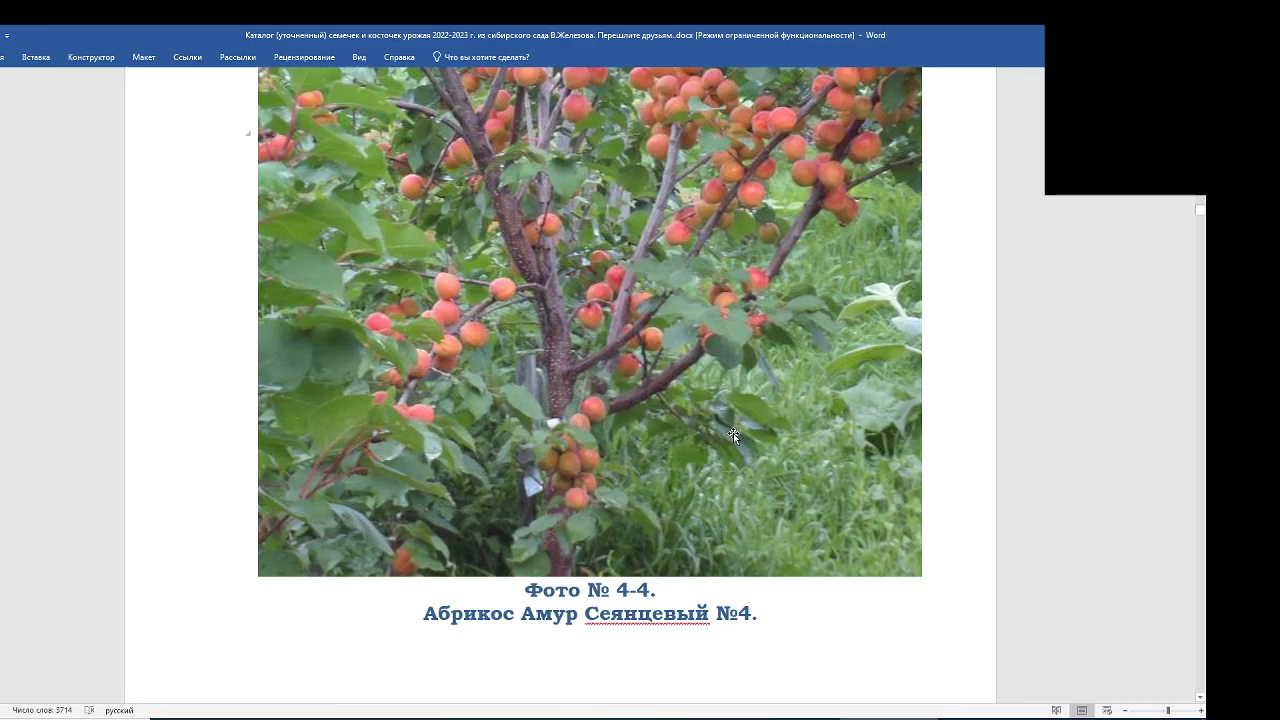 Каталог (уточненный) семечек и косточек урожая 2022-2023 г. из сибирского сада В.Железова. Перешлите друзьям..docx [Режим ограниченной функциональности] - Word
Вставка Конструктор Макет Ссылки Рассылки Рецензирование Вид Справка Что вы хотите сделать?
Фото № 4-4.
Абрикос Амур Сеянцевый №4.
Число слов: 3714 русский